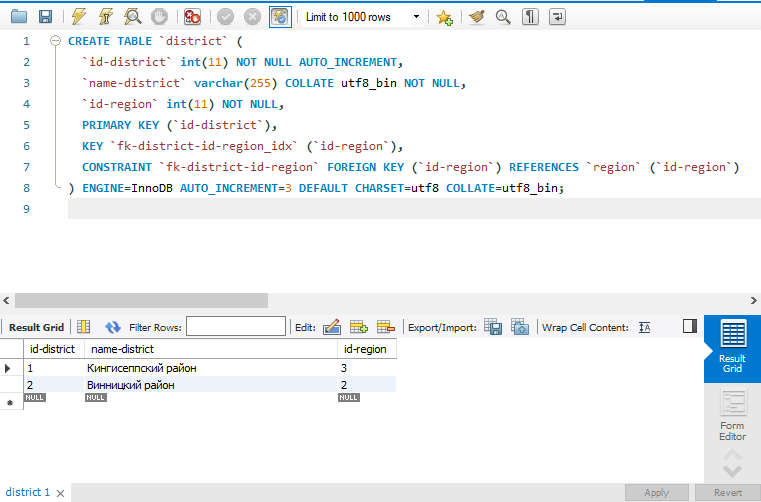 Limit to 1000 rows
1 CREATE TABLE `district` (
2 `id-district` int(11) NOT NULL AUTO_INCREMENT,
3 `name-district` varchar(255) COLLATE utf8_bin NOT NULL,
4 `id-region` int(11) NOT NULL,
5 PRIMARY KEY (`id-district`),
6 KEY `fk-district-id-region_idx` (`id-region`),
7 CONSTRAINT `fk-district-id-region` FOREIGN KEY (`id-region`) REFERENCES `region` (`id-region`)
8 ) ENGINE=InnoDB AUTO_INCREMENT=3 DEFAULT CHARSET=utf8 COLLATE=utf8_bin;
9
Result Grid Filter Rows: Edit: Export/Import: Wrap Cell Content: IA
id-district name-district id-region
1 Кингисеппский район 3
2 Винницкий район 2
NULL NULL NULL
Result
Grid
Form
Editor
district 1 Apply Revert